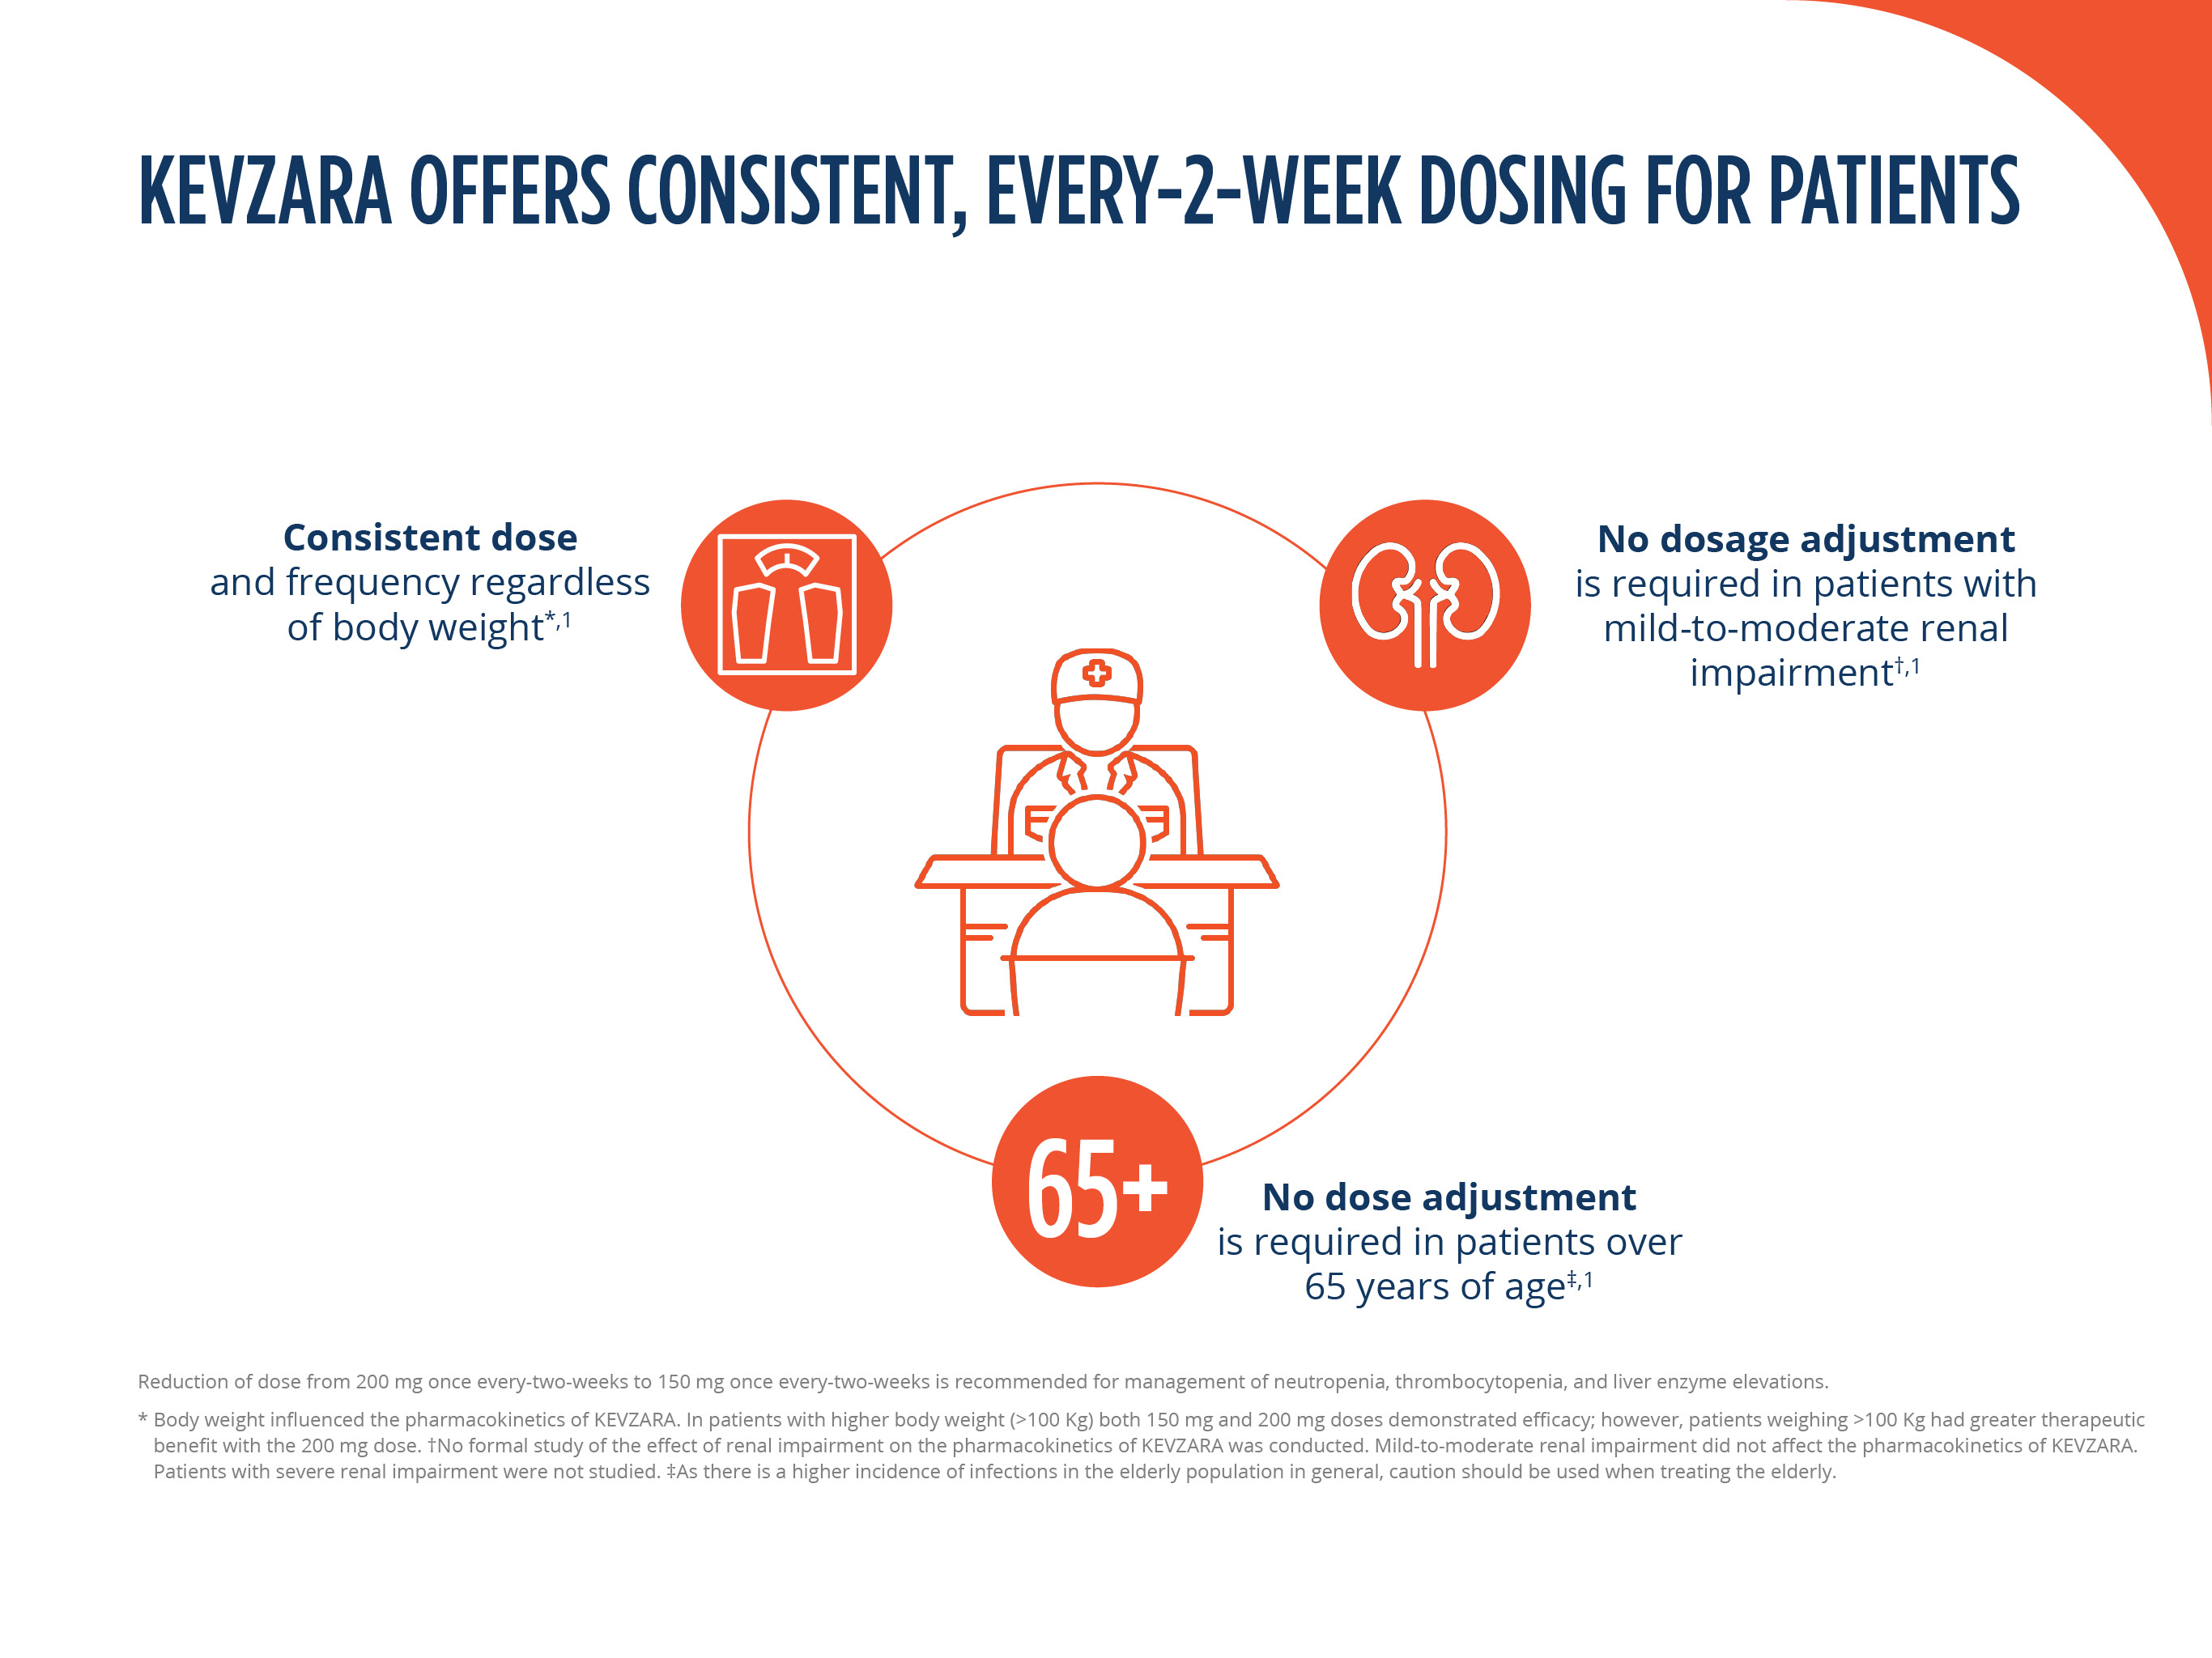 KEVZARA OFFERS CONSISTENT, EVERY-2-WEEK DOSING FOR PATIENTS
Consistent dose
and frequency regardless
of body weight*,1
No dosage adjustment
is required in patients with
mild-to-moderate renal
impairment†,1
65+
No dose adjustment
is required in patients over
65 years of age‡,1
Reduction of dose from 200 mg once every-two-weeks to 150 mg once every-two-weeks is recommended for management of neutropenia, thrombocytopenia, and liver enzyme elevations.
* Body weight influenced the pharmacokinetics of KEVZARA. In patients with higher body weight (>100 Kg) both 150 mg and 200 mg doses demonstrated efficacy; however, patients weighing >100 Kg had greater therapeutic
benefit with the 200 mg dose. †No formal study of the effect of renal impairment on the pharmacokinetics of KEVZARA was conducted. Mild-to-moderate renal impairment did not affect the pharmacokinetics of KEVZARA.
Patients with severe renal impairment were not studied. ‡As there is a higher incidence of infections in the elderly population in general, caution should be used when treating the elderly.